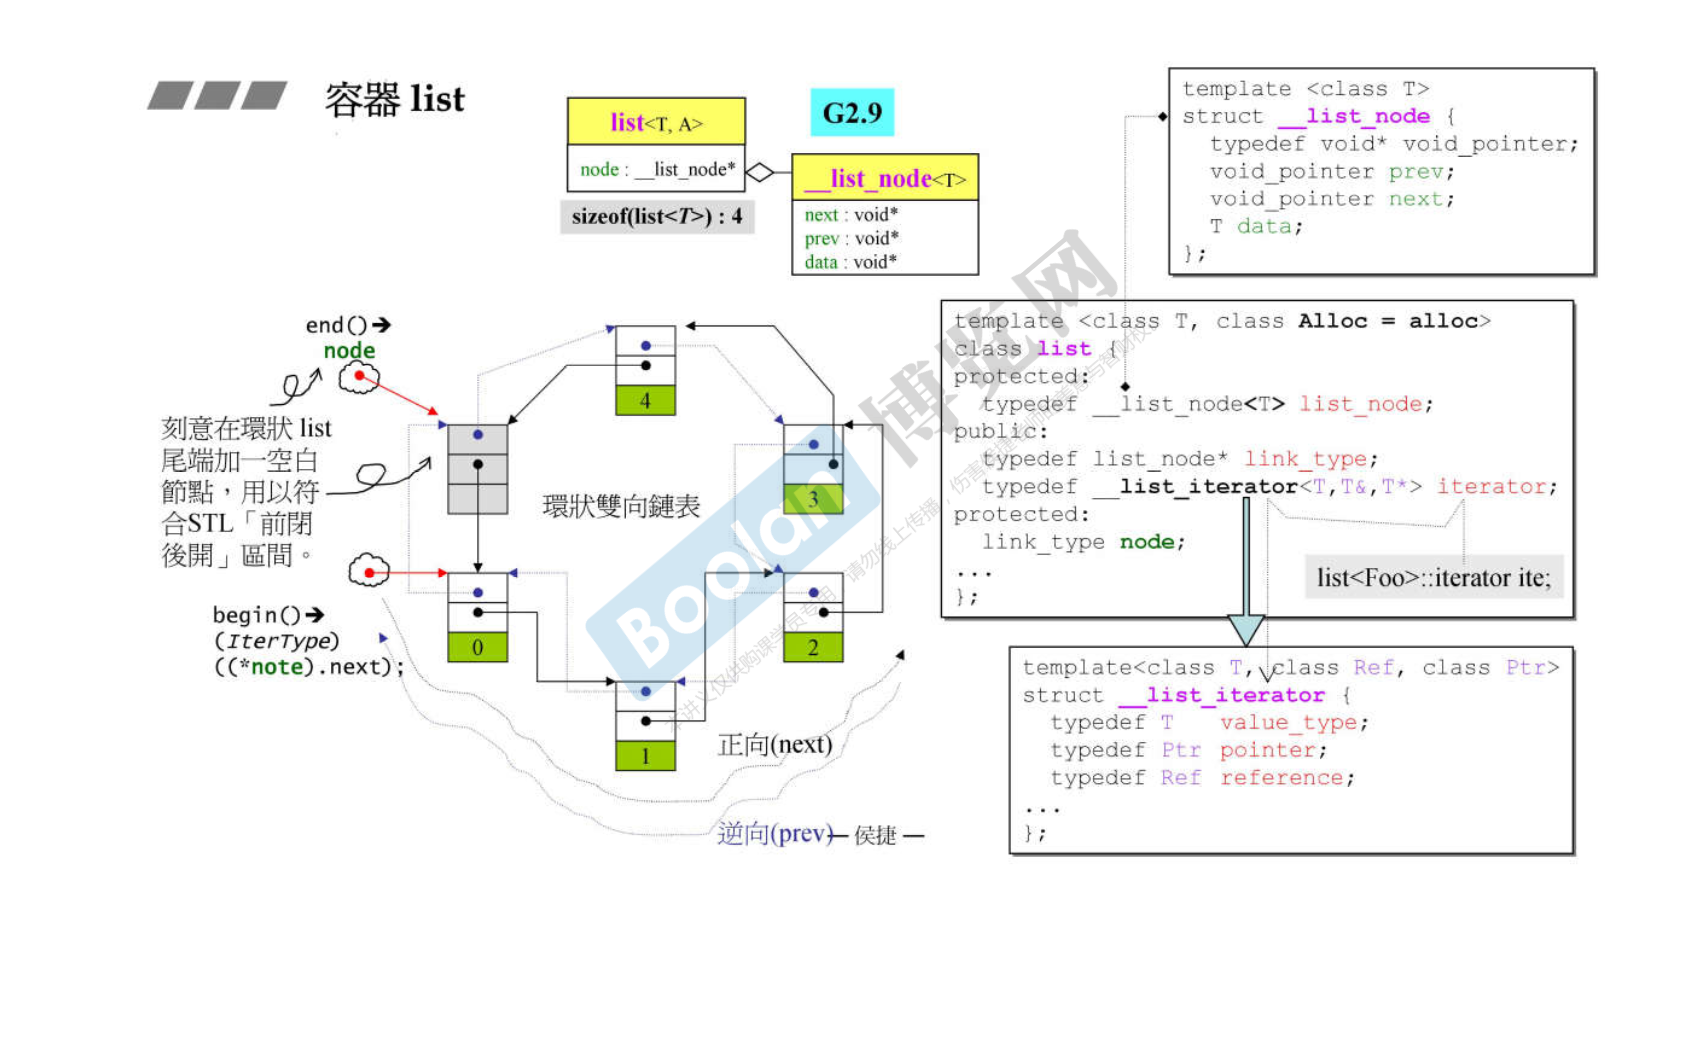 容器 list
list<T, A>
node : __list_node*
sizeof(list<T>) : 4
G2.9
__list_node<T>
next : void*
prev : void*
data : void*
template <class T>
struct __list_node {
typedef void* void_pointer;
void_pointer prev;
void_pointer next;
T data;
};
end()➔
node
刻意在環狀 list
尾端加一空白
節點，用以符
合STL「前閉
後開」區間。
begin()➔
(IterType)
((*note).next);
4
3
環狀雙向鏈表
0
2
1
正向(next)
逆向(prev)
— 侯捷 —
template <class T, class Alloc = alloc>
class list {
protected:
typedef __list_node<T> list_node;
public:
typedef list_node* link_type;
typedef __list_iterator<T,T&,T*> iterator;
protected:
link_type node;
...
};
list<Foo>::iterator ite;
template<class T, class Ref, class Ptr>
struct __list_iterator {
typedef T value_type;
typedef Ptr pointer;
typedef Ref reference;
...
};
Boolan
博览网